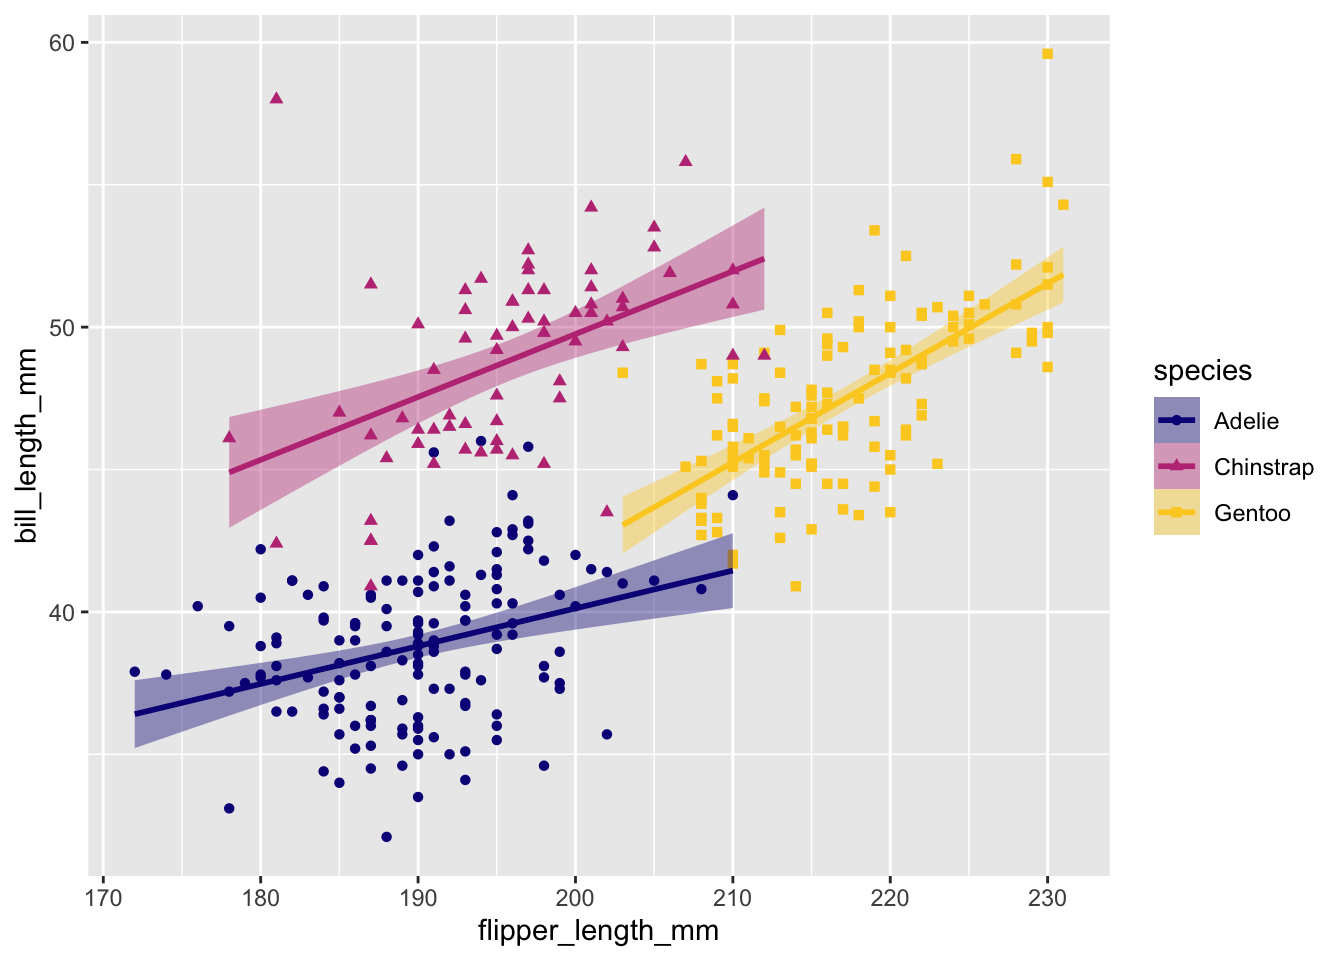 60
50
40
170 180 190 200 210 220 230
flipper_length_mm
bill_length_mm
species
Adelie
Chinstrap
Gentoo